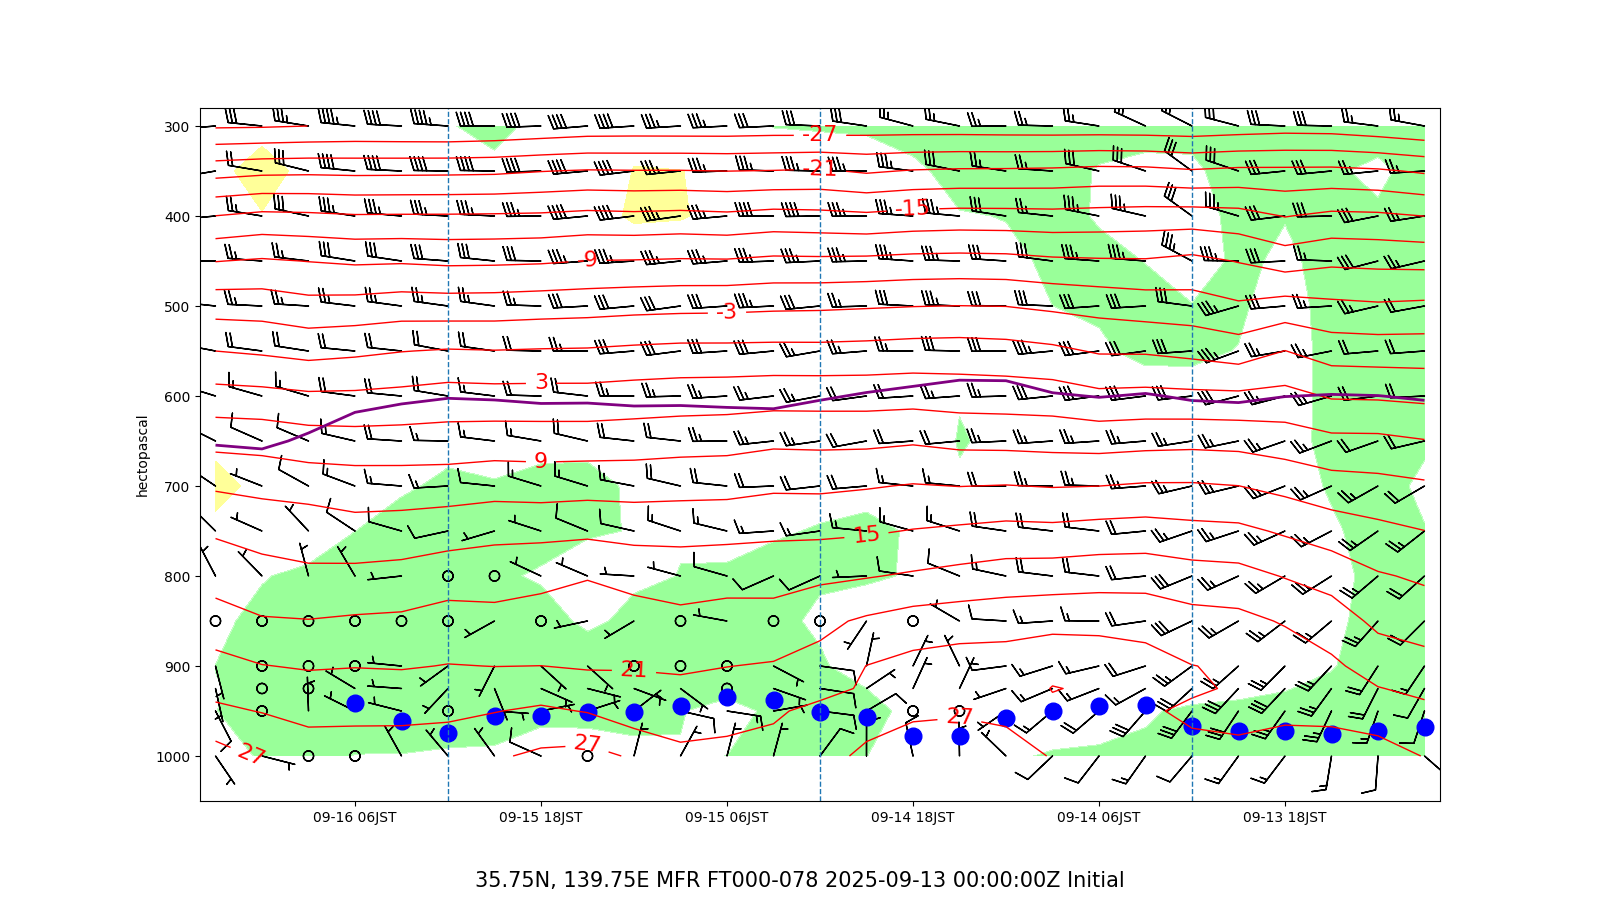 300
-27
-21
400
-15
9
hectopascal
500
-3
600
3
9
700
15
800
900
21
27
27
27
1000
09-16 06JST
09-15 18JST
09-15 06JST
09-14 18JST
09-14 06JST
09-13 18JST
35.75N, 139.75E MFR FT000-078 2025-09-13 00:00:00Z Initial